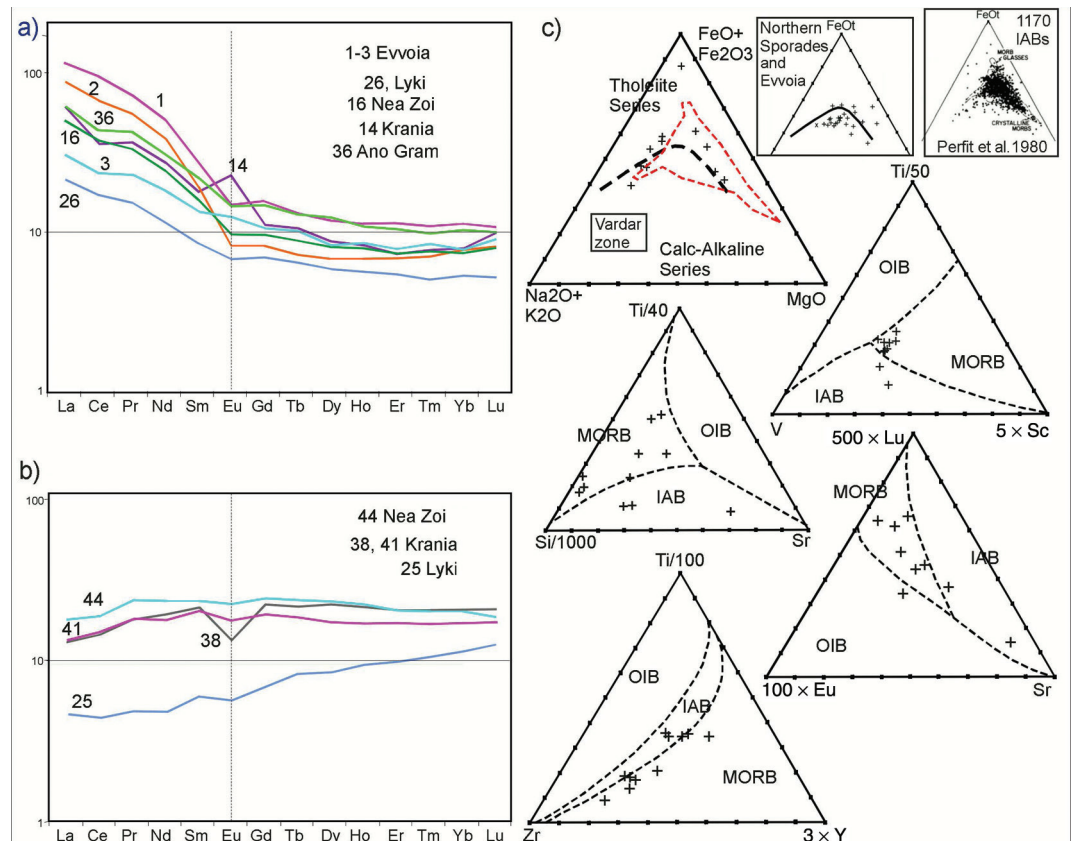 a)
1-3 Evvoia
26, Lyki
16 Nea Zoi
14 Krania
36 Ano Gram
100
10
1
2
1
36
16
14
3
26
La Ce Pr Nd Sm Eu Gd Tb Dy Ho Er Tm Yb Lu
b)
44 Nea Zoi
38, 41 Krania
25 Lyki
100
10
1
44
41
38
25
La Ce Pr Nd Sm Eu Gd Tb Dy Ho Er Tm Yb Lu
c)
FeO+
Fe2O3
Tholeiite
Series
Vardar
zone
Calc-Alkaline
Series
Na2O+
K2O
MgO
Northern
Sporades
and
Evvoia
FeOt
FeOt
1170
IABs
MORB
GLASSES
CRYSTALLINE
MORBS
Perfit et al. 1980
Ti/50
OIB
MORB
IAB
V
5 × Sc
Ti/40
MORB
OIB
IAB
Si/1000
Sr
500 × Lu
MORB
IAB
OIB
100 × Eu
Sr
Ti/100
OIB
IAB
MORB
Zr
3 × Y